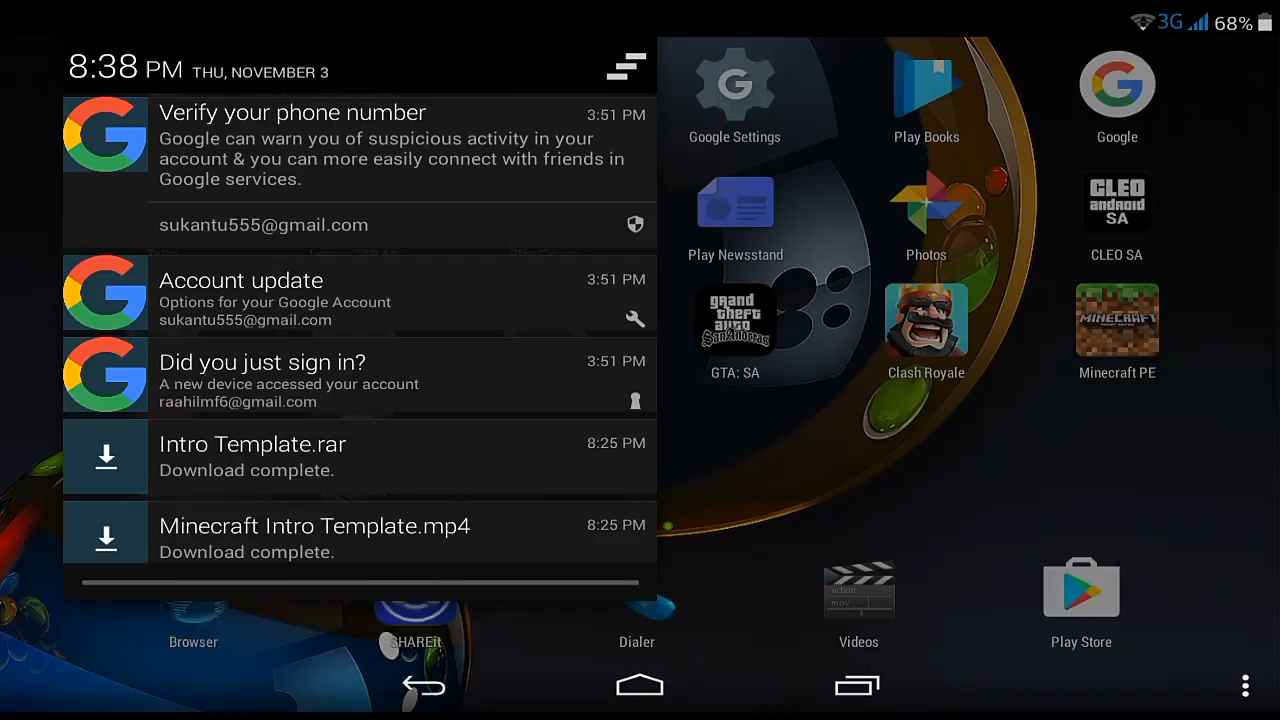 3G 68%
8:38 PM THU, NOVEMBER 3
Verify your phone number 3:51 PM
Google can warn you of suspicious activity in your
account & you can more easily connect with friends in
Google services.
sukantu555@gmail.com
Account update 3:51 PM
Options for your Google Account
sukantu555@gmail.com
Did you just sign in? 3:51 PM
A new device accessed your account
raahilmf6@gmail.com
Intro Template.rar 8:25 PM
Download complete.
Minecraft Intro Template.mp4 8:25 PM
Download complete.
Google Settings Play Books Google
CLEO
android
SA
Play Newsstand Photos CLEO SA
grand
theft
auto
San Andreas
MINECRAFT
GTA: SA Clash Royale Minecraft PE
action
mov
Browser SHAREit Dialer Videos Play Store